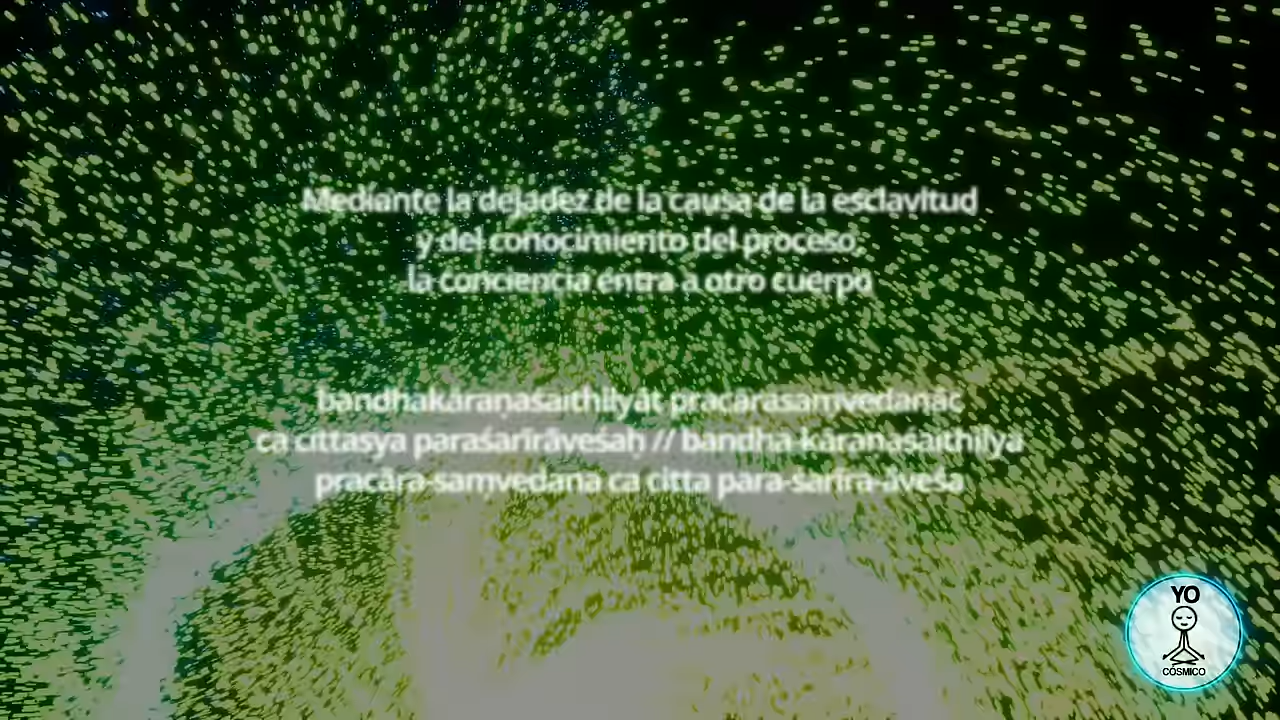 Mediante la dejadez de la causa de la esclavitud
y del conocimiento del proceso,
la conciencia entra a otro cuerpo
bandhakāraṇaśaithilyāt pracārasaṃvedanāc
ca cittasya paraśarīrāveśaḥ // bandha-kāraṇaśaithilya
pracāra-saṃvedana ca citta para-śarīra-āveśa
YO
CÓSMICO